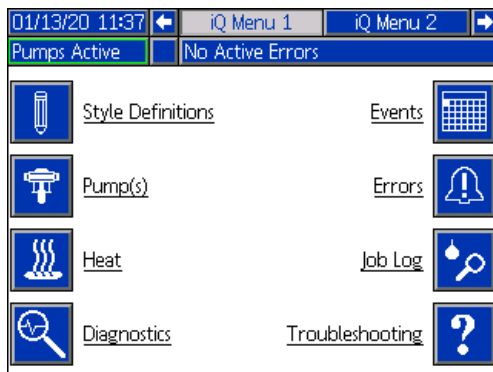 01/13/20 11:37 iQ Menu 1 iQ Menu 2
Pumps Active No Active Errors
Style Definitions Events
Pump(s) Errors
Heat Job Log
Diagnostics Troubleshooting